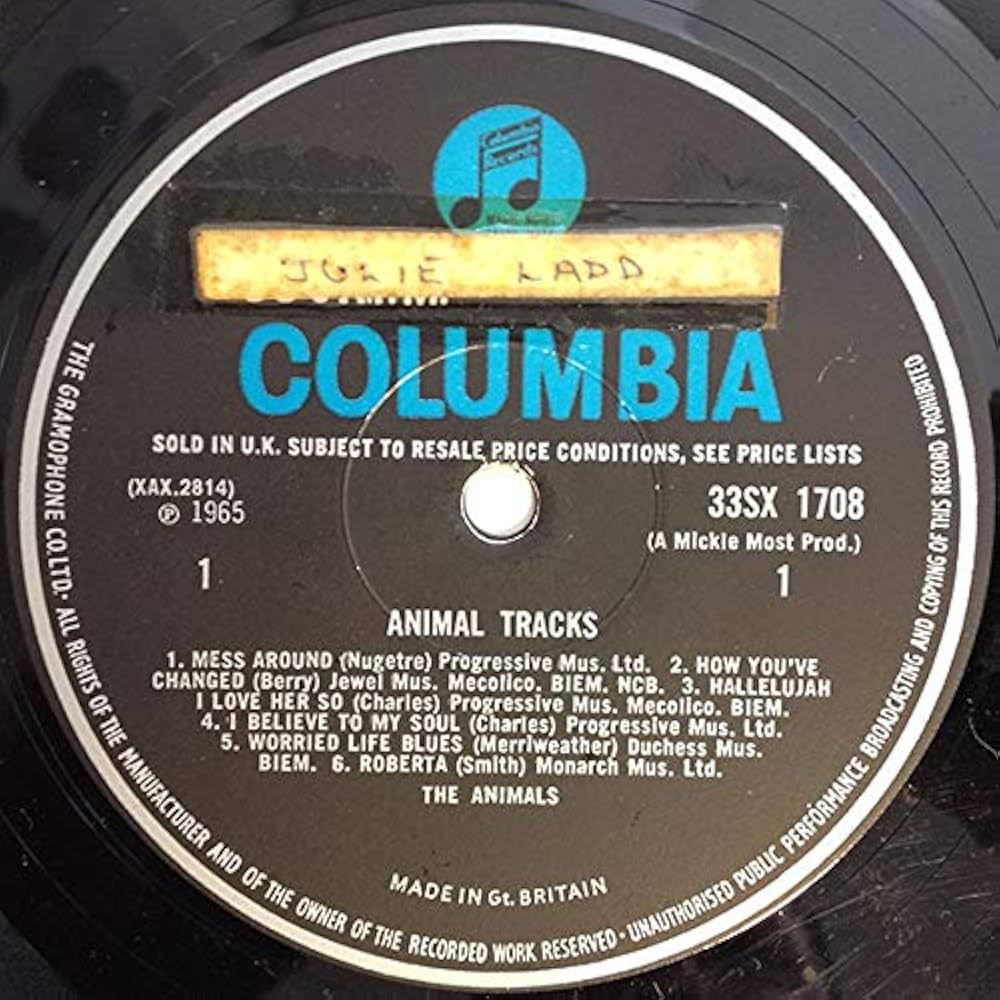 Columbia
Records
JULIE LADD
COLUMBIA
SOLD IN U.K. SUBJECT TO RESALE PRICE CONDITIONS, SEE PRICE LISTS
(XAX.2814)
℗ 1965
33SX 1708
(A Mickie Most Prod.)
1
1
ANIMAL TRACKS
1. MESS AROUND (Nugetre) Progressive Mus. Ltd. 2. HOW YOU'VE
CHANGED (Berry) Jewel Mus. Mecolico. BIEM. NCB. 3. HALLELUJAH
I LOVE HER SO (Charles) Progressive Mus. Mecolico. BIEM.
4. I BELIEVE TO MY SOUL (Charles) Progressive Mus. Ltd.
5. WORRIED LIFE BLUES (Merriweather) Duchess Mus.
BIEM. 6. ROBERTA (Smith) Monarch Mus. Ltd.
THE ANIMALS
MADE IN Gt. BRITAIN
THE GRAMOPHONE CO.LTD. ALL RIGHTS OF THE MANUFACTURER AND OF THE OWNER OF THE RECORDED WORK RESERVED · UNAUTHORISED PUBLIC PERFORMANCE BROADCASTING AND COPYING OF THIS RECORD PROHIBITED